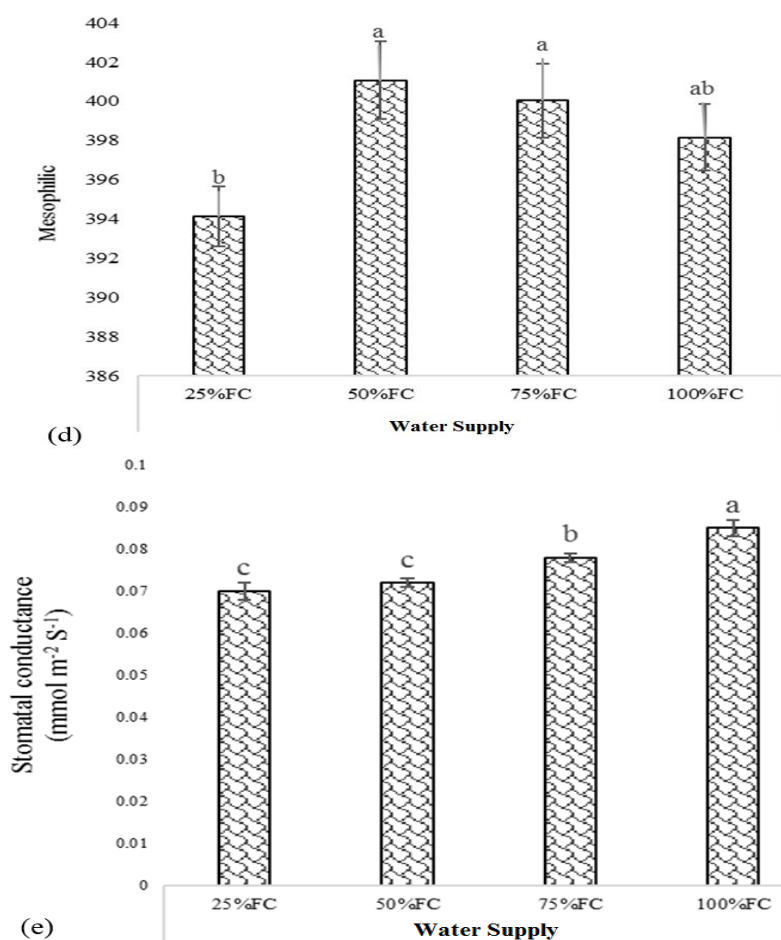 404
402
400
398
396
394
392
390
388
386
Mesophilic
b
a
a
ab
25%FC 50%FC 75%FC 100%FC
Water Supply
(d)
0.1
0.09
0.08
0.07
0.06
0.05
0.04
0.03
0.02
0.01
0
Stomatal conductance
(mmol m-2 S-1)
c
c
b
a
25%FC 50%FC 75%FC 100%FC
Water Supply
(e)